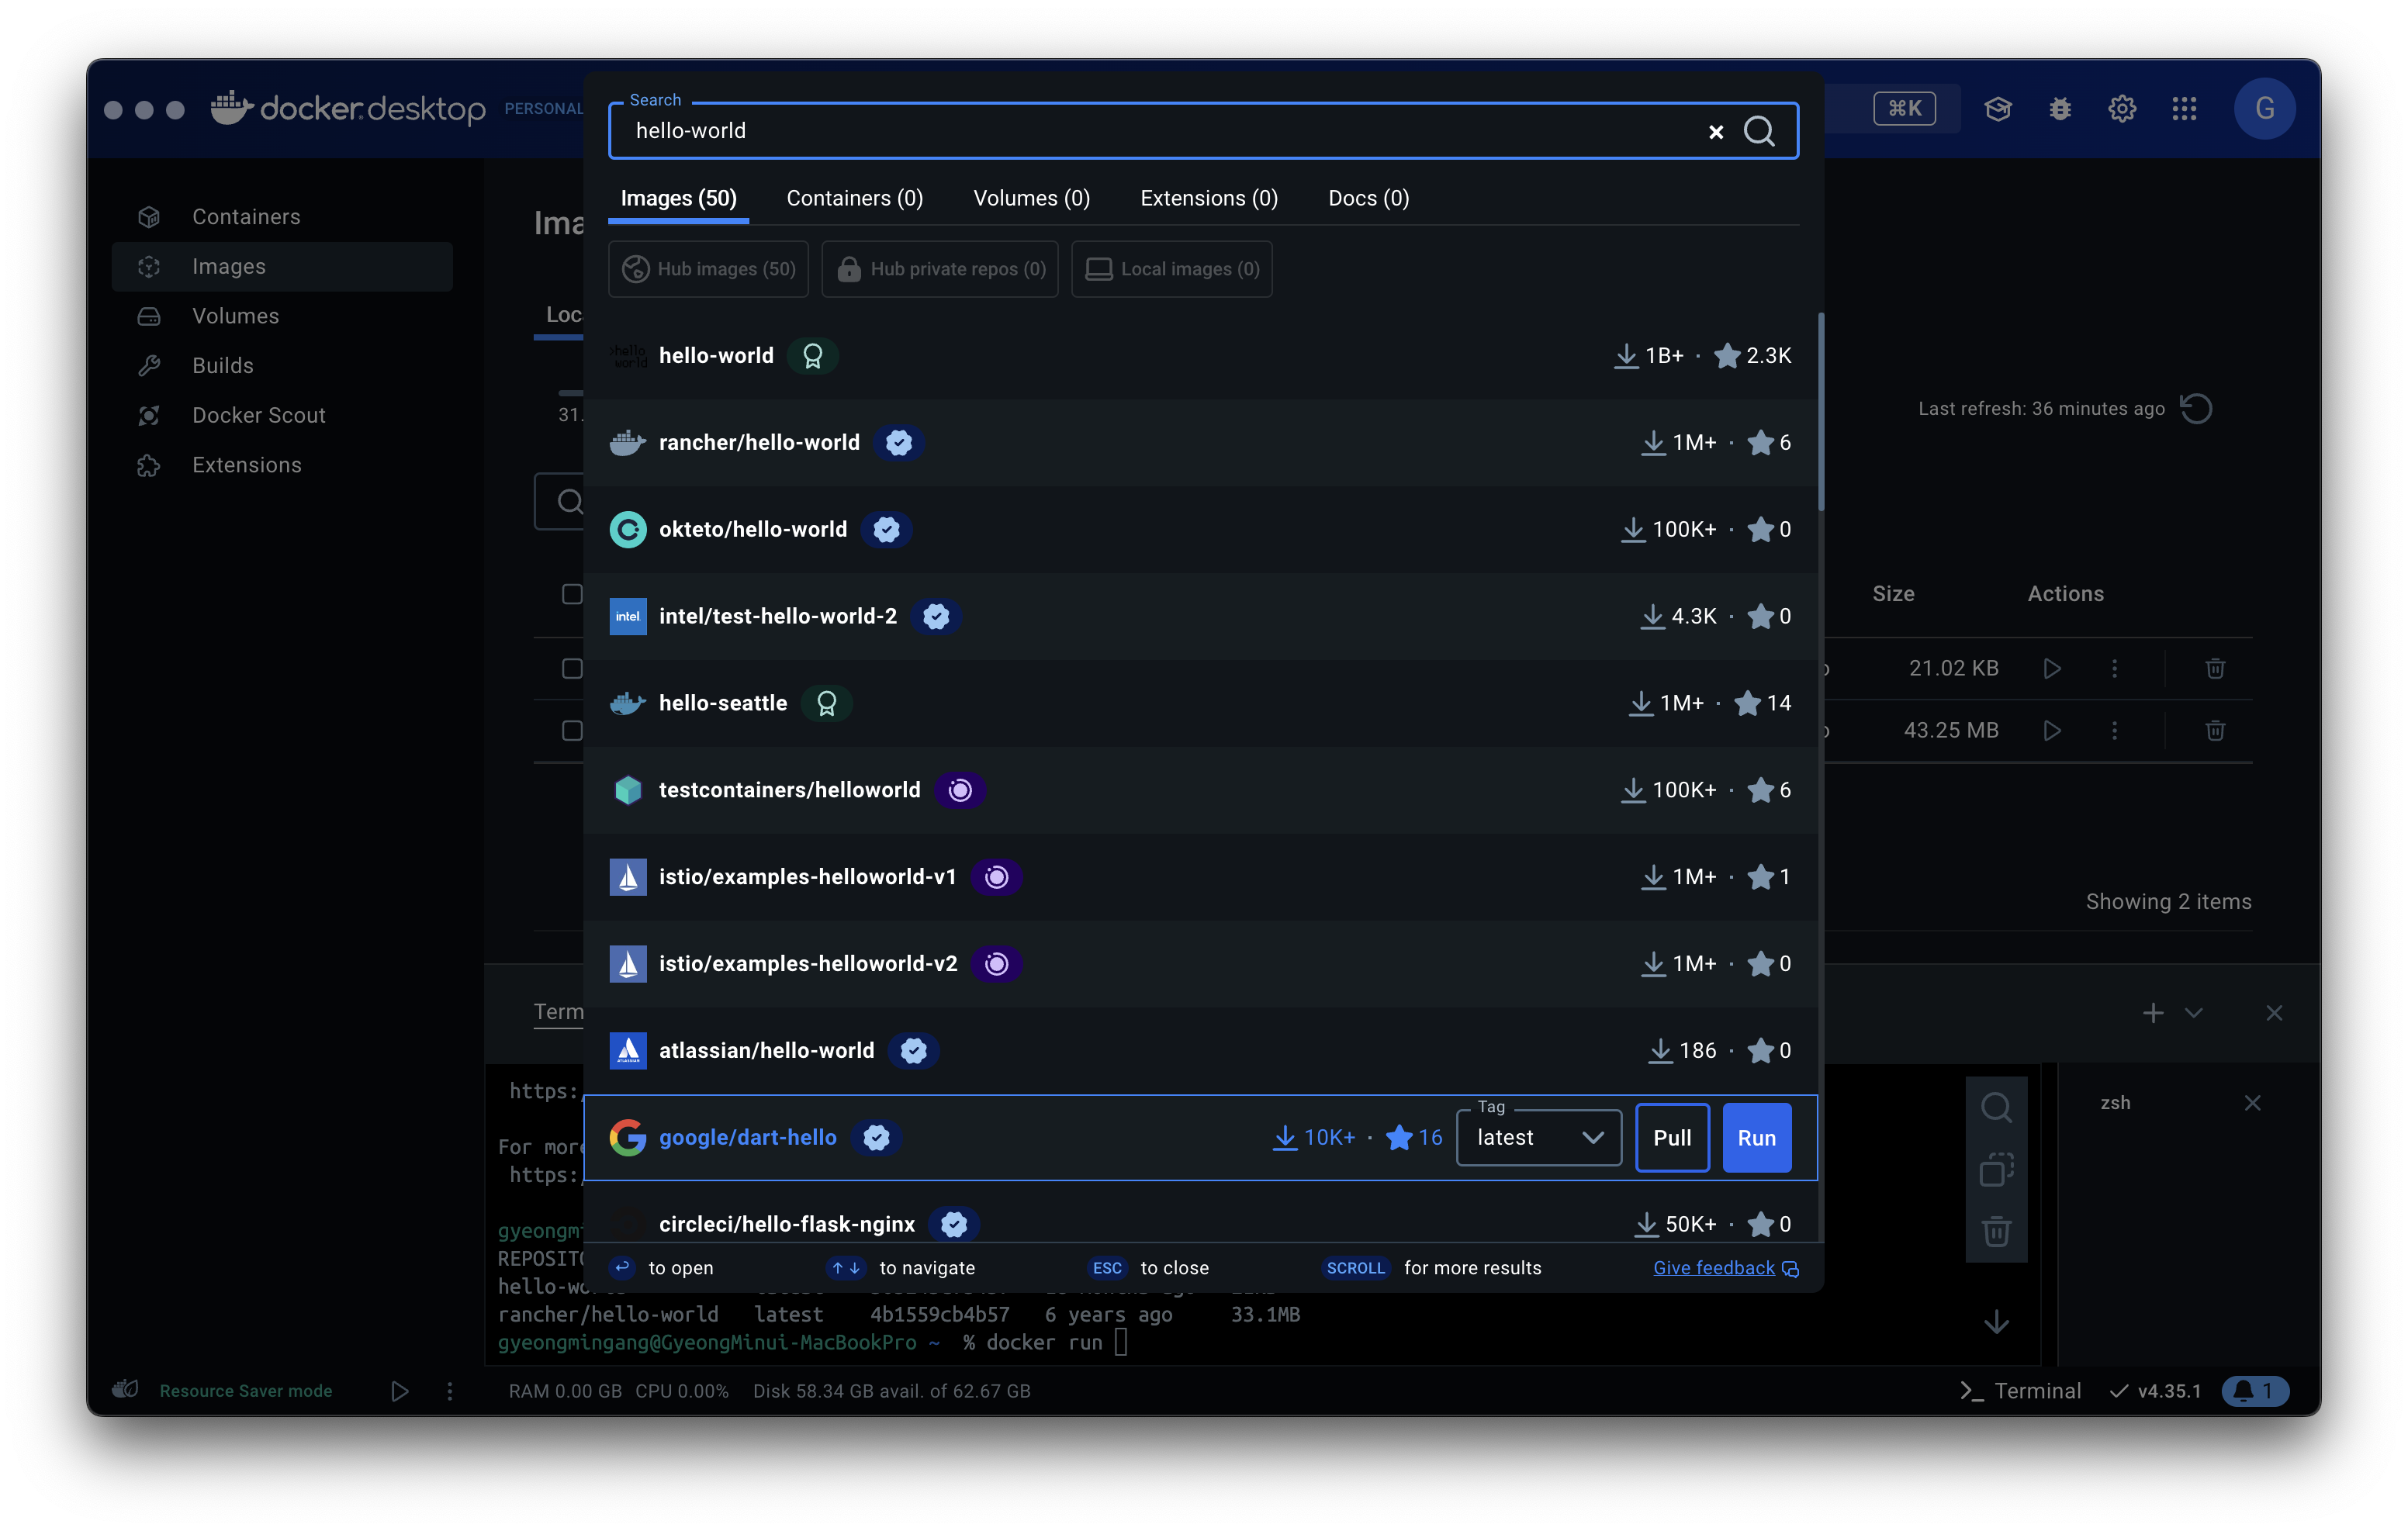 docker.desktop PERSONAL
⌘K
G
Search
hello-world
Images (50) Containers (0) Volumes (0) Extensions (0) Docs (0)
Hub images (50) Hub private repos (0) Local images (0)
Containers
Images
Volumes
Builds
Docker Scout
Extensions
Ima
Loc
31.
Last refresh: 36 minutes ago
>hello world
hello-world 1B+ · 2.3K
rancher/hello-world 1M+ · 6
okteto/hello-world 100K+ · 0
intel. intel/test-hello-world-2 4.3K · 0
hello-seattle 1M+ · 14
testcontainers/helloworld 100K+ · 6
istio/examples-helloworld-v1 1M+ · 1
istio/examples-helloworld-v2 1M+ · 0
ATLASSIAN atlassian/hello-world 186 · 0
google/dart-hello 10K+ · 16 Tag latest Pull Run
circleci/hello-flask-nginx 50K+ · 0
to open ↑ ↓ to navigate ESC to close SCROLL for more results Give feedback
Size Actions
21.02 KB
43.25 MB
Showing 2 items
Term
https:
For more
https:
gyeongmi
REPOSITO
hello-wo
rancher/hello-world latest 4b1559cb4b57 6 years ago 33.1MB
gyeongmingang@GyeongMinui-MacBookPro ~ % docker run
zsh
Resource Saver mode RAM 0.00 GB CPU 0.00% Disk 58.34 GB avail. of 62.67 GB >_ Terminal v4.35.1 1